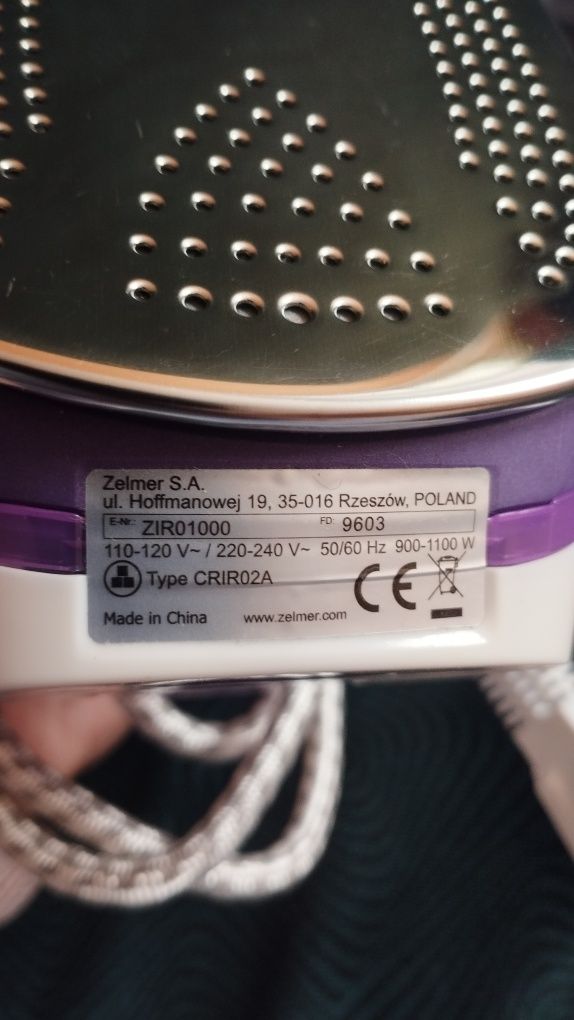 Zelmer S.A.
ul. Hoffmanowej 19, 35-016 Rzeszów, POLAND
E-Nr.: ZIR01000 FD: 9603
110-120 V~ / 220-240 V~ 50/60 Hz 900-1100 W
Type CRIR02A CE
Made in China www.zelmer.com